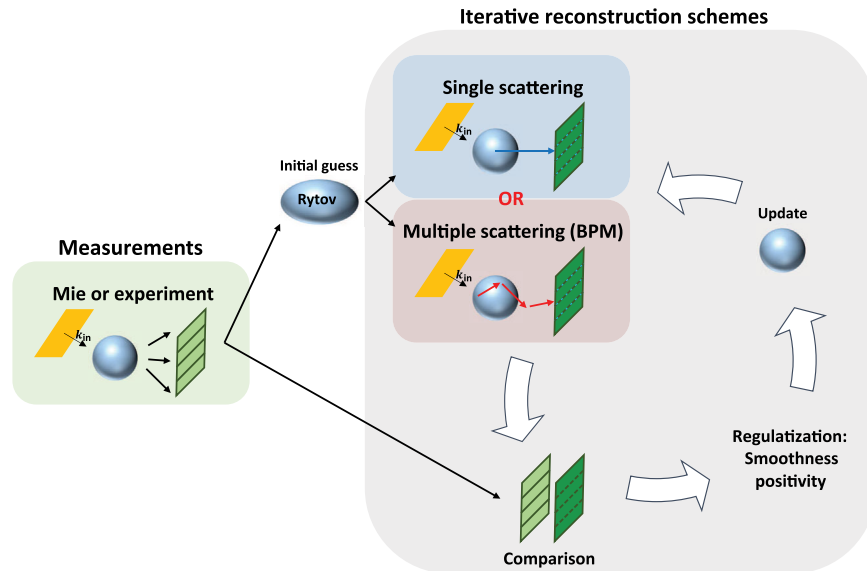 Iterative reconstruction schemes
Single scattering
k_in
Initial guess
Rytov
OR
Multiple scattering (BPM)
k_in
Update
Measurements
Mie or experiment
k_in
Regulatization:
Smoothness
positivity
Comparison